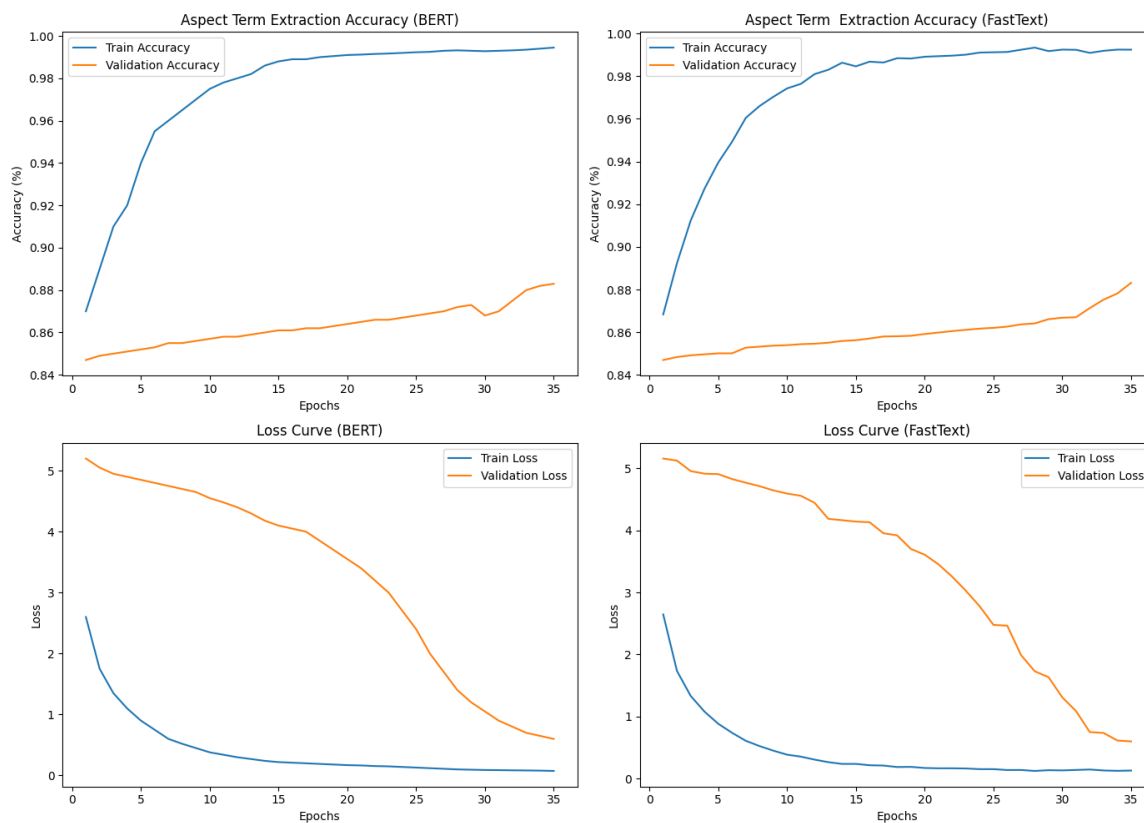 Aspect Term Extraction Accuracy (BERT)
1.00
0.98
0.96
0.94
0.92
0.90
0.88
0.86
0.84
Accuracy (%)
Train Accuracy
Validation Accuracy
0 5 10 15 20 25 30 35
Epochs
Aspect Term  Extraction Accuracy (FastText)
1.00
0.98
0.96
0.94
0.92
0.90
0.88
0.86
0.84
Accuracy (%)
Train Accuracy
Validation Accuracy
0 5 10 15 20 25 30 35
Epochs
Loss Curve (BERT)
5
4
3
2
1
0
Loss
Train Loss
Validation Loss
0 5 10 15 20 25 30 35
Epochs
Loss Curve (FastText)
5
4
3
2
1
0
Loss
Train Loss
Validation Loss
0 5 10 15 20 25 30 35
Epochs